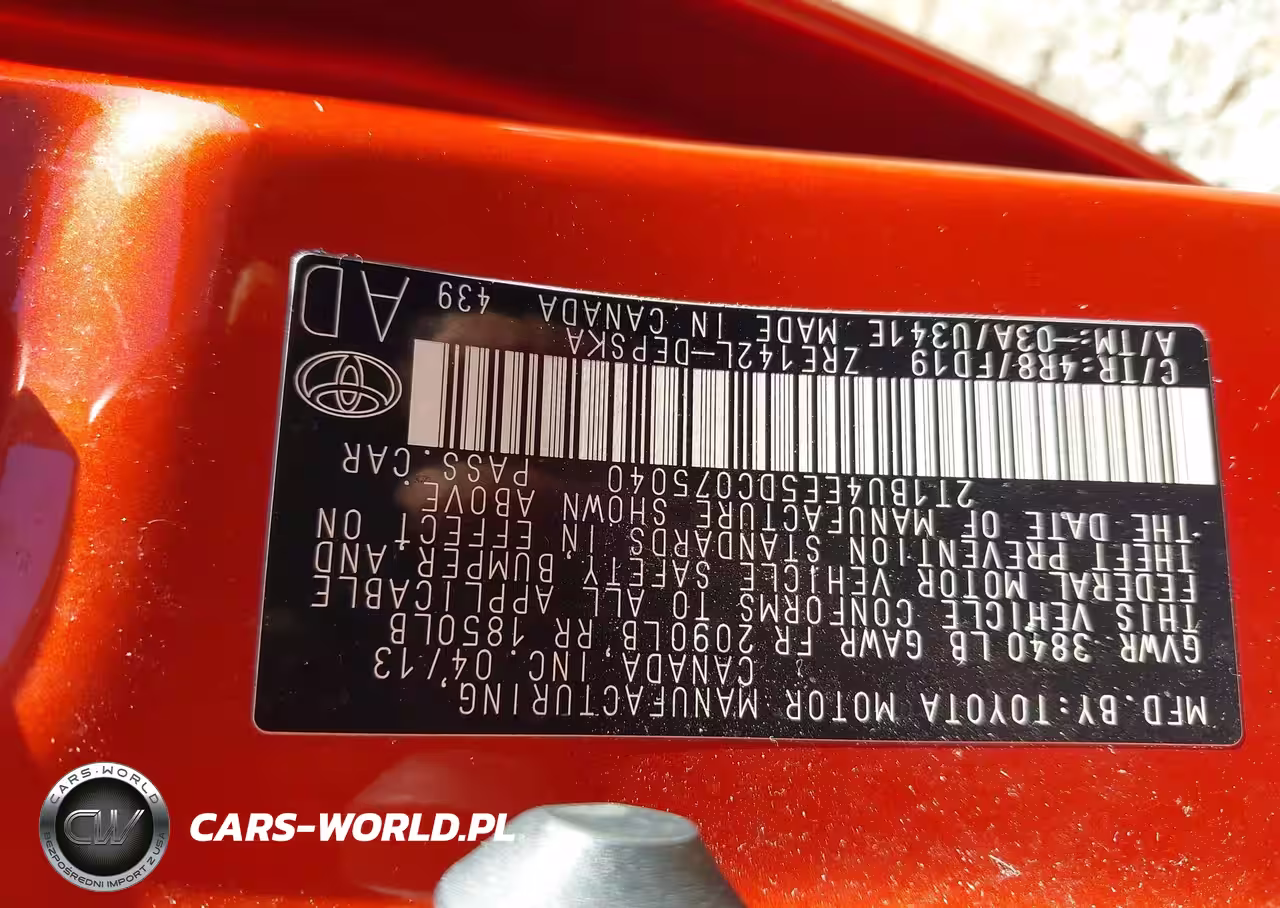 MFD. BY: TOYOTA MOTOR MANUFACTURING,
CANADA, INC. 04/13
GVWR 3840LB GAWR FR 2090LB, RR 1850LB
THIS VEHICLE CONFORMS TO ALL APPLICABLE
FEDERAL MOTOR VEHICLE SAFETY, BUMPER AND
THEFT PREVENTION STANDARDS IN EFFECT ON
THE DATE OF MANUFACTURE SHOWN ABOVE.
2T1BU4EE5DC075040 PASS. CAR
C/TR:4R8/FD19 ZRE142L-DEPSKA
A/TM:-03A/U341E MADE IN CANADA 439
AD
CARS-WORLD
CW
BEZPOŚREDNI IMPORT Z USA
CARS-WORLD.PL